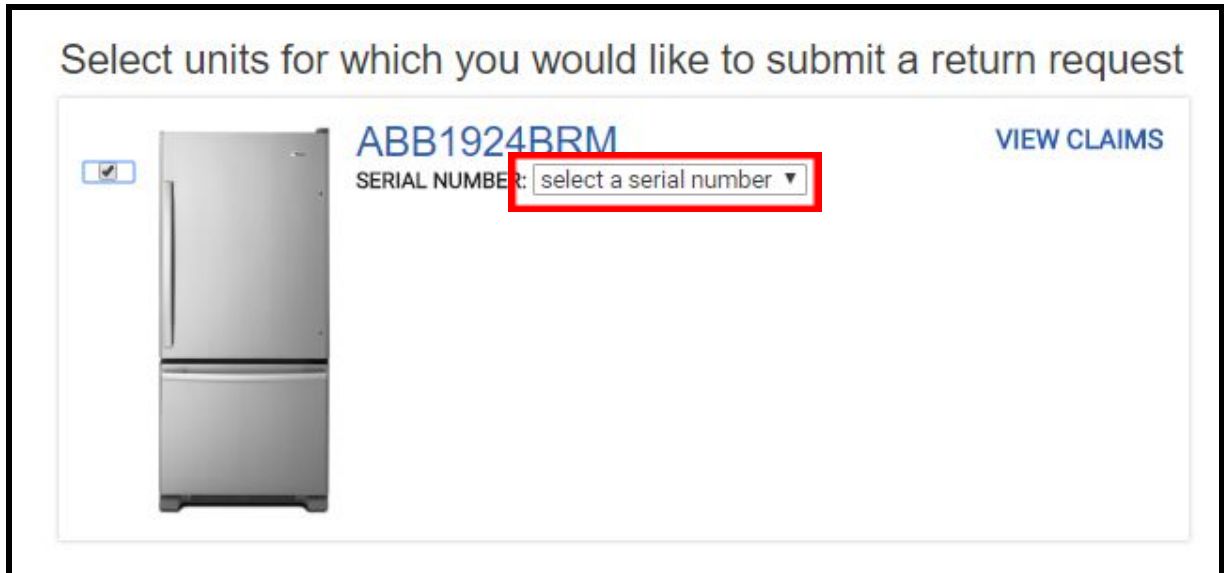 Select units for which you would like to submit a return request
ABB1924BRM
VIEW CLAIMS
SERIAL NUMBER: select a serial number